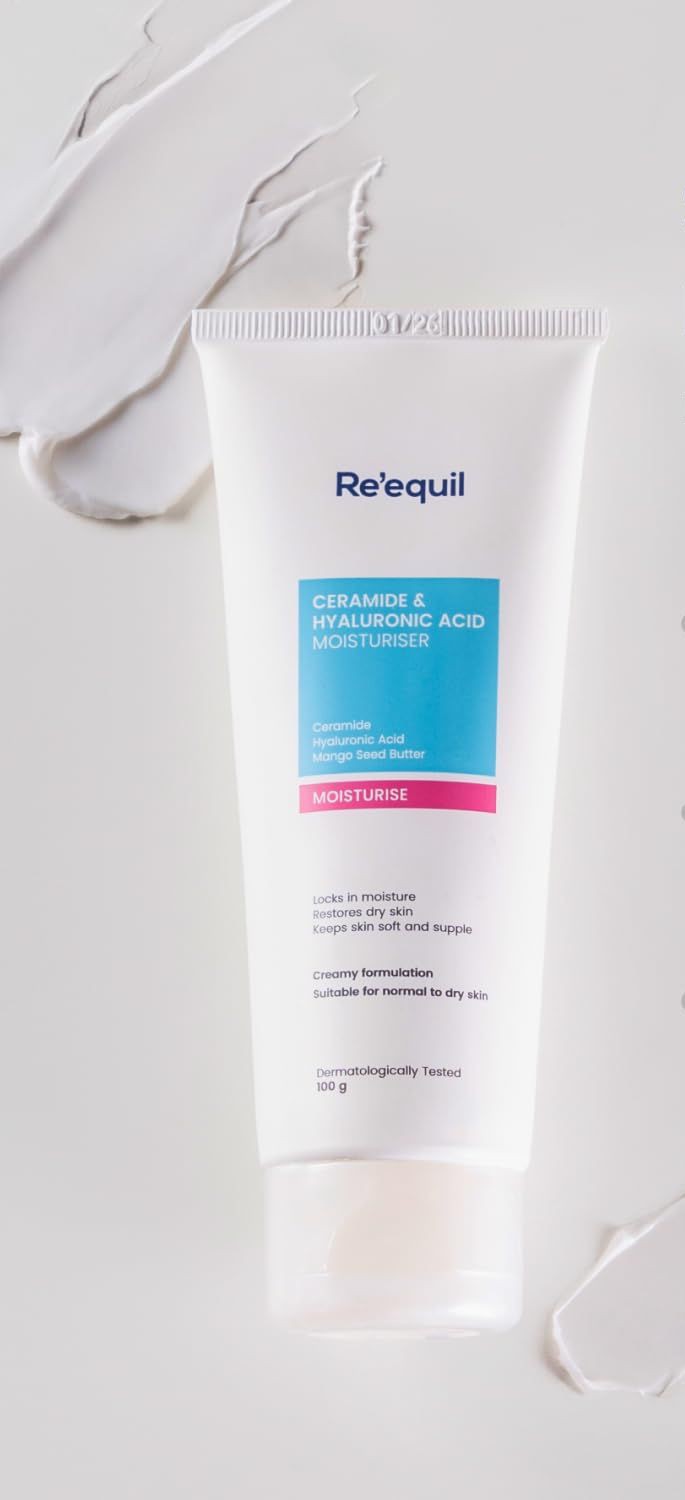 01/26
Re'equil
CERAMIDE &
HYALURONIC ACID
MOISTURISER
Ceramide
Hyaluronic Acid
Mango Seed Butter
MOISTURISE
Locks in moisture
Restores dry skin
Keeps skin soft and supple
Creamy formulation
Suitable for normal to dry skin
Dermatologically Tested
100 g